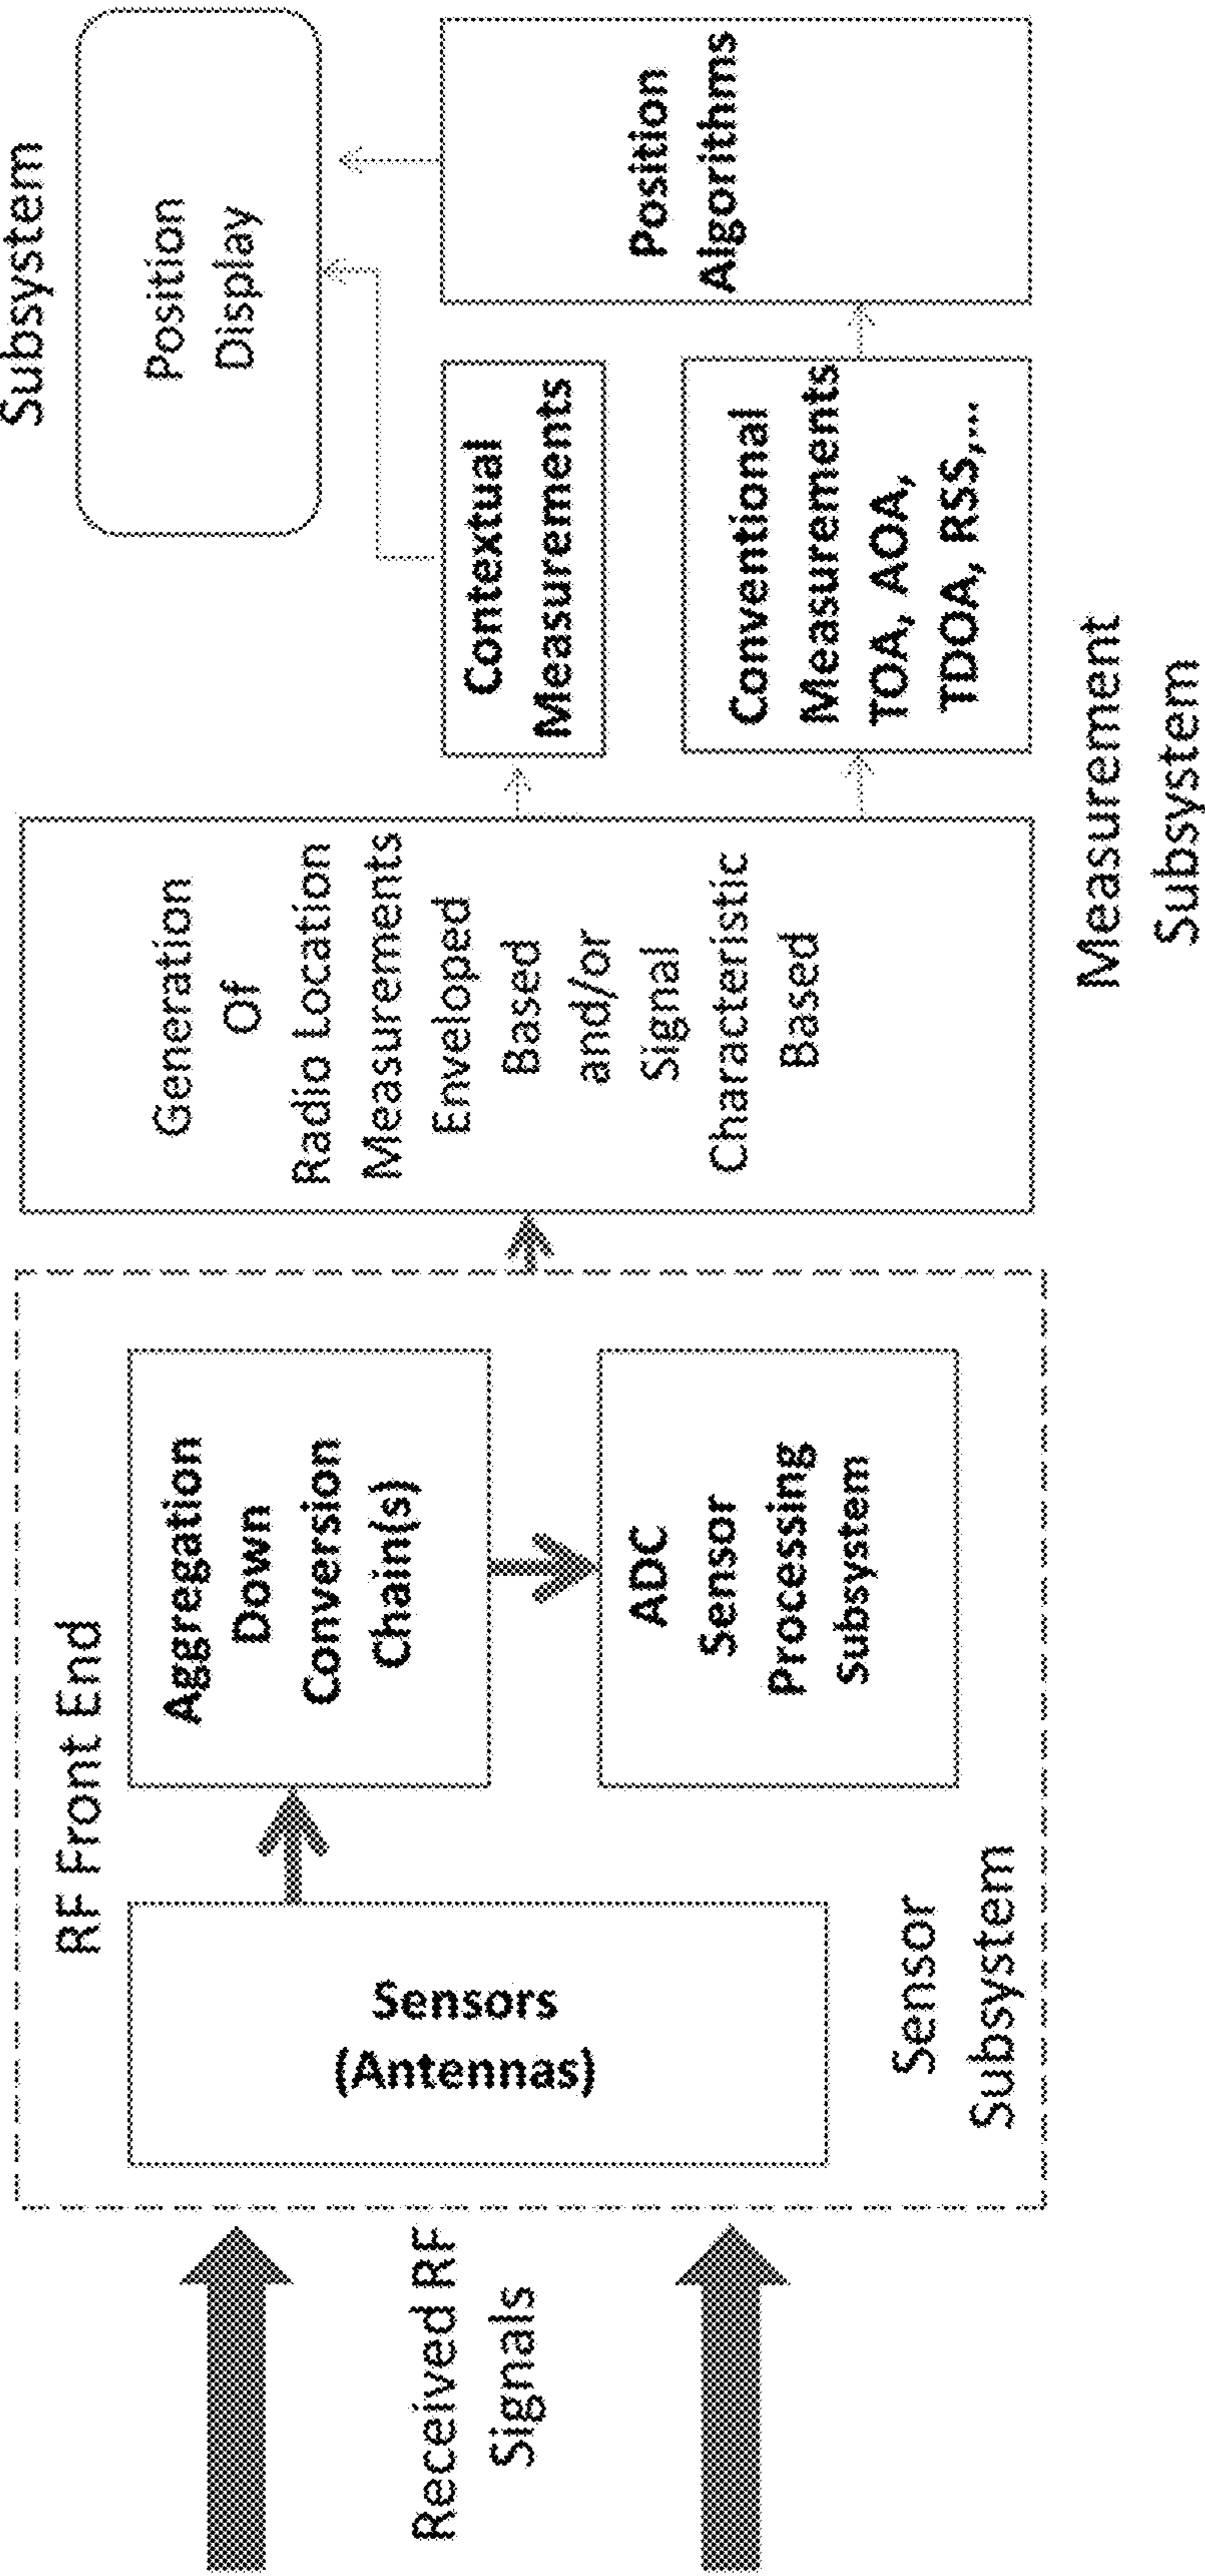 Received RF
Signals
RF Front End
Sensors
(Antennas)
Sensor
Subsystem
Aggregation
Down
Conversion
Chain(s)
ADC
Sensor
Processing
Subsystem
Generation
Of
Radio Location
Measurements
Enveloped
Based
and/or
Signal
Characteristic
Based
Contextual
Measurements
Conventional
Measurements
TOA, AOA,
TDOA, RSS,...
Measurement
Subsystem
Subsystem
Position
Display
Position
Algorithms